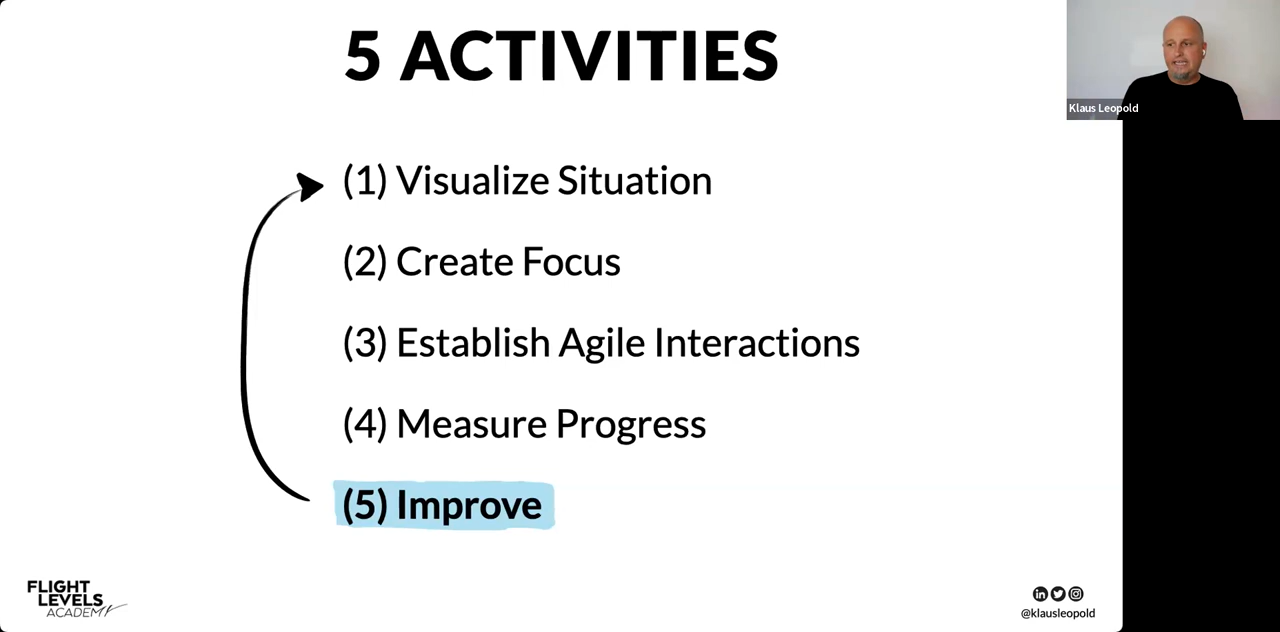 5 ACTIVITIES
Klaus Leopold
(1) Visualize Situation
(2) Create Focus
(3) Establish Agile Interactions
(4) Measure Progress
(5) Improve
FLIGHT
LEVELS
ACADEMY
in
@klausleopold